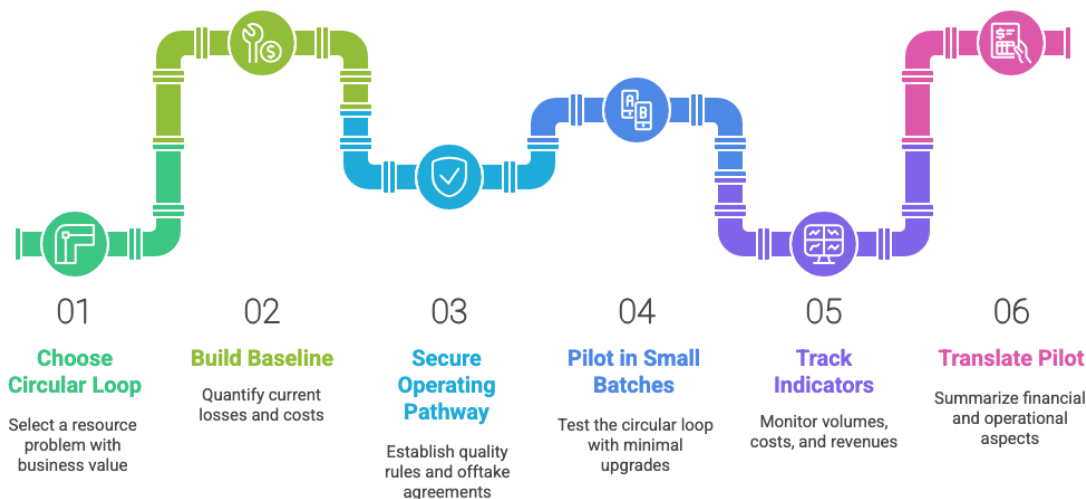 $
A
B
$
01
Choose
Circular Loop
Select a resource
problem with
business value
02
Build Baseline
Quantify current
losses and costs
03
Secure
Operating
Pathway
Establish quality
rules and offtake
agreements
04
Pilot in Small
Batches
Test the circular loop
with minimal
upgrades
05
Track
Indicators
Monitor volumes,
costs, and revenues
06
Translate Pilot
Summarize financial
and operational
aspects